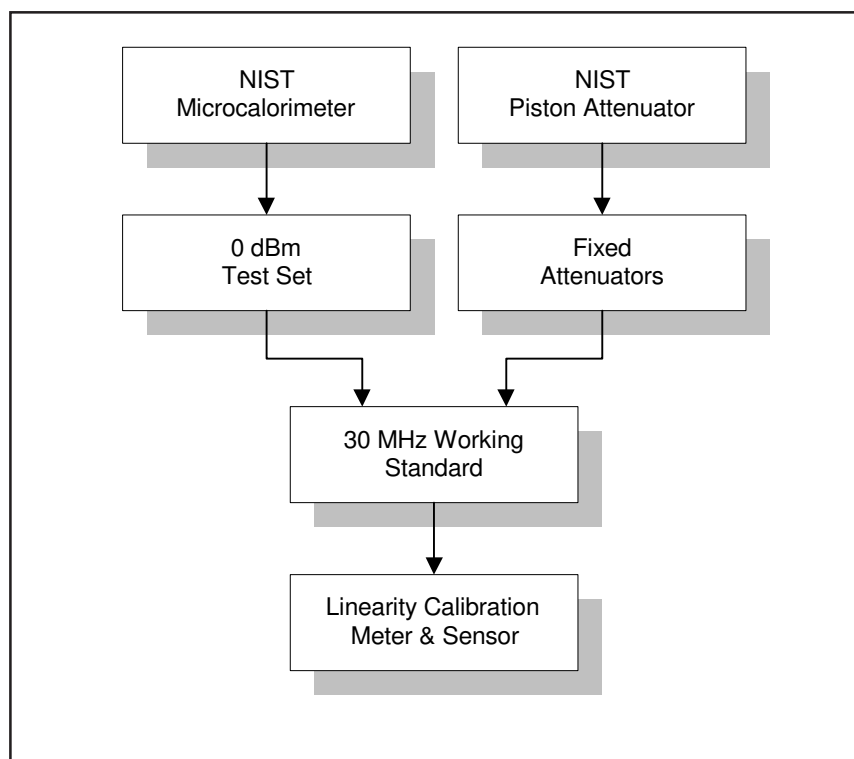 NIST
Microcalorimeter
NIST
Piston Attenuator
0 dBm
Test Set
Fixed
Attenuators
30 MHz Working
Standard
Linearity Calibration
Meter & Sensor